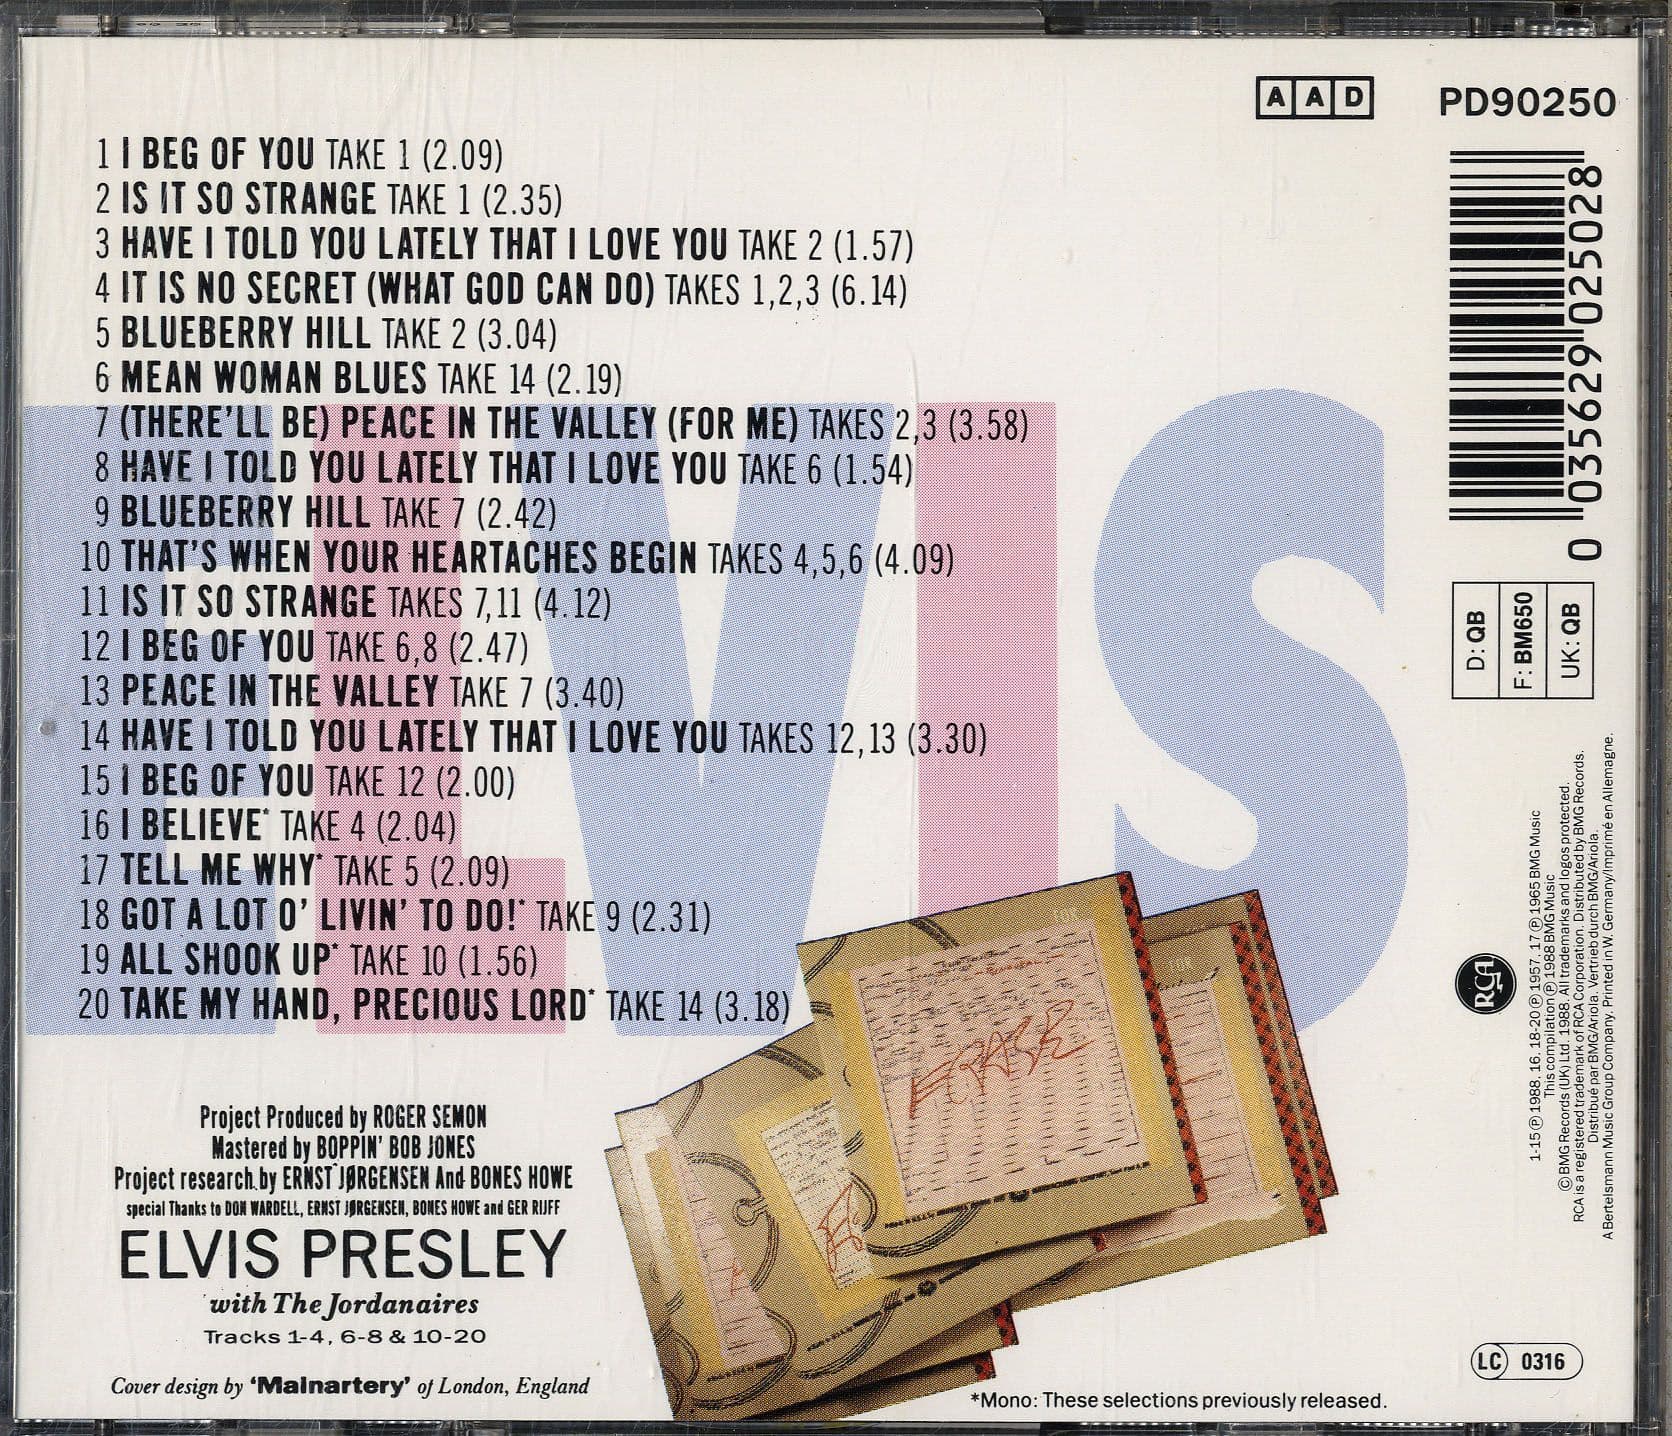 AAD
PD90250
1 I BEG OF YOU TAKE 1 (2.09)
2 IS IT SO STRANGE TAKE 1 (2.35)
3 HAVE I TOLD YOU LATELY THAT I LOVE YOU TAKE 2 (1.57)
4 IT IS NO SECRET (WHAT GOD CAN DO) TAKES 1,2,3 (6.14)
5 BLUEBERRY HILL TAKE 2 (3.04)
6 MEAN WOMAN BLUES TAKE 14 (2.19)
7 (THERE'LL BE) PEACE IN THE VALLEY (FOR ME) TAKES 2,3 (3.58)
8 HAVE I TOLD YOU LATELY THAT I LOVE YOU TAKE 6 (1.54)
9 BLUEBERRY HILL TAKE 7 (2.42)
10 THAT'S WHEN YOUR HEARTACHES BEGIN TAKES 4,5,6 (4.09)
11 IS IT SO STRANGE TAKES 7,11 (4.12)
12 I BEG OF YOU TAKE 6,8 (2.47)
13 PEACE IN THE VALLEY TAKE 7 (3.40)
14 HAVE I TOLD YOU LATELY THAT I LOVE YOU TAKES 12,13 (3.30)
15 I BEG OF YOU TAKE 12 (2.00)
16 I BELIEVE* TAKE 4 (2.04)
17 TELL ME WHY* TAKE 5 (2.09)
18 GOT A LOT O' LIVIN' TO DO!* TAKE 9 (2.31)
19 ALL SHOOK UP* TAKE 10 (1.56)
20 TAKE MY HAND, PRECIOUS LORD* TAKE 14 (3.18)
ELVIS
0 035629 025028
D: QB
F: BM650
UK: QB
Project Produced by ROGER SEMON
Mastered by BOPPIN' BOB JONES
Project research by ERNST JØRGENSEN And BONES HOWE
special Thanks to DON WARDELL, ERNST JØRGENSEN, BONES HOWE and GER RIJFF
ELVIS PRESLEY
with The Jordanaires
Tracks 1-4, 6-8 & 10-20
Cover design by 'Mainartery' of London, England
ERASE
1-15 ℗ 1988. 16. 18-20 ℗ 1957. 17 ℗ 1965 BMG Music
This compilation ℗ 1988 BMG Music
© BMG Records (UK) Ltd. 1988. All trademarks and logos protected.
RCA is a registered trademark of RCA Corporation. Distributed by BMG Records.
Distribué par BMG/Ariola. Vertrieb durch BMG/Ariola.
A Bertelsmann Music Group Company. Printed in W. Germany/Imprimé en Allemagne.
RCA
LC 0316
*Mono: These selections previously released.